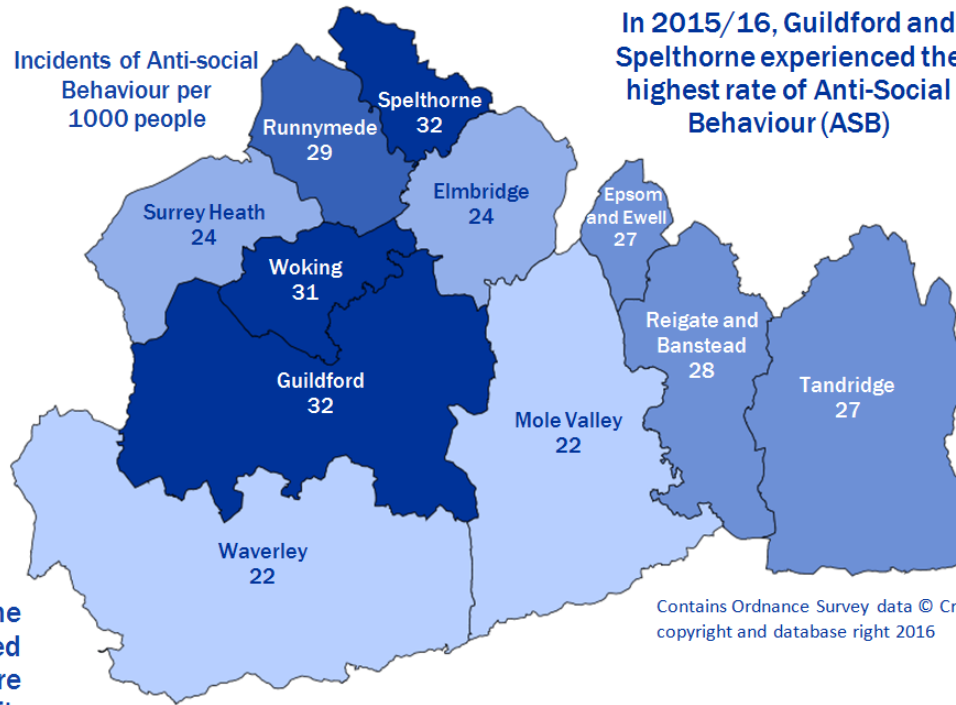 In 2015/16, Guildford and
Spelthorne experienced the
highest rate of Anti-Social
Behaviour (ASB)
Incidents of Anti-social
Behaviour per
1000 people
Spelthorne
32
Runnymede
29
Elmbridge
24
Epsom
and Ewell
27
Surrey Heath
24
Woking
31
Reigate and
Banstead
28
Guildford
32
Tandridge
27
Mole Valley
22
Waverley
22
Contains Ordnance Survey data ©
copyright and database right 2016